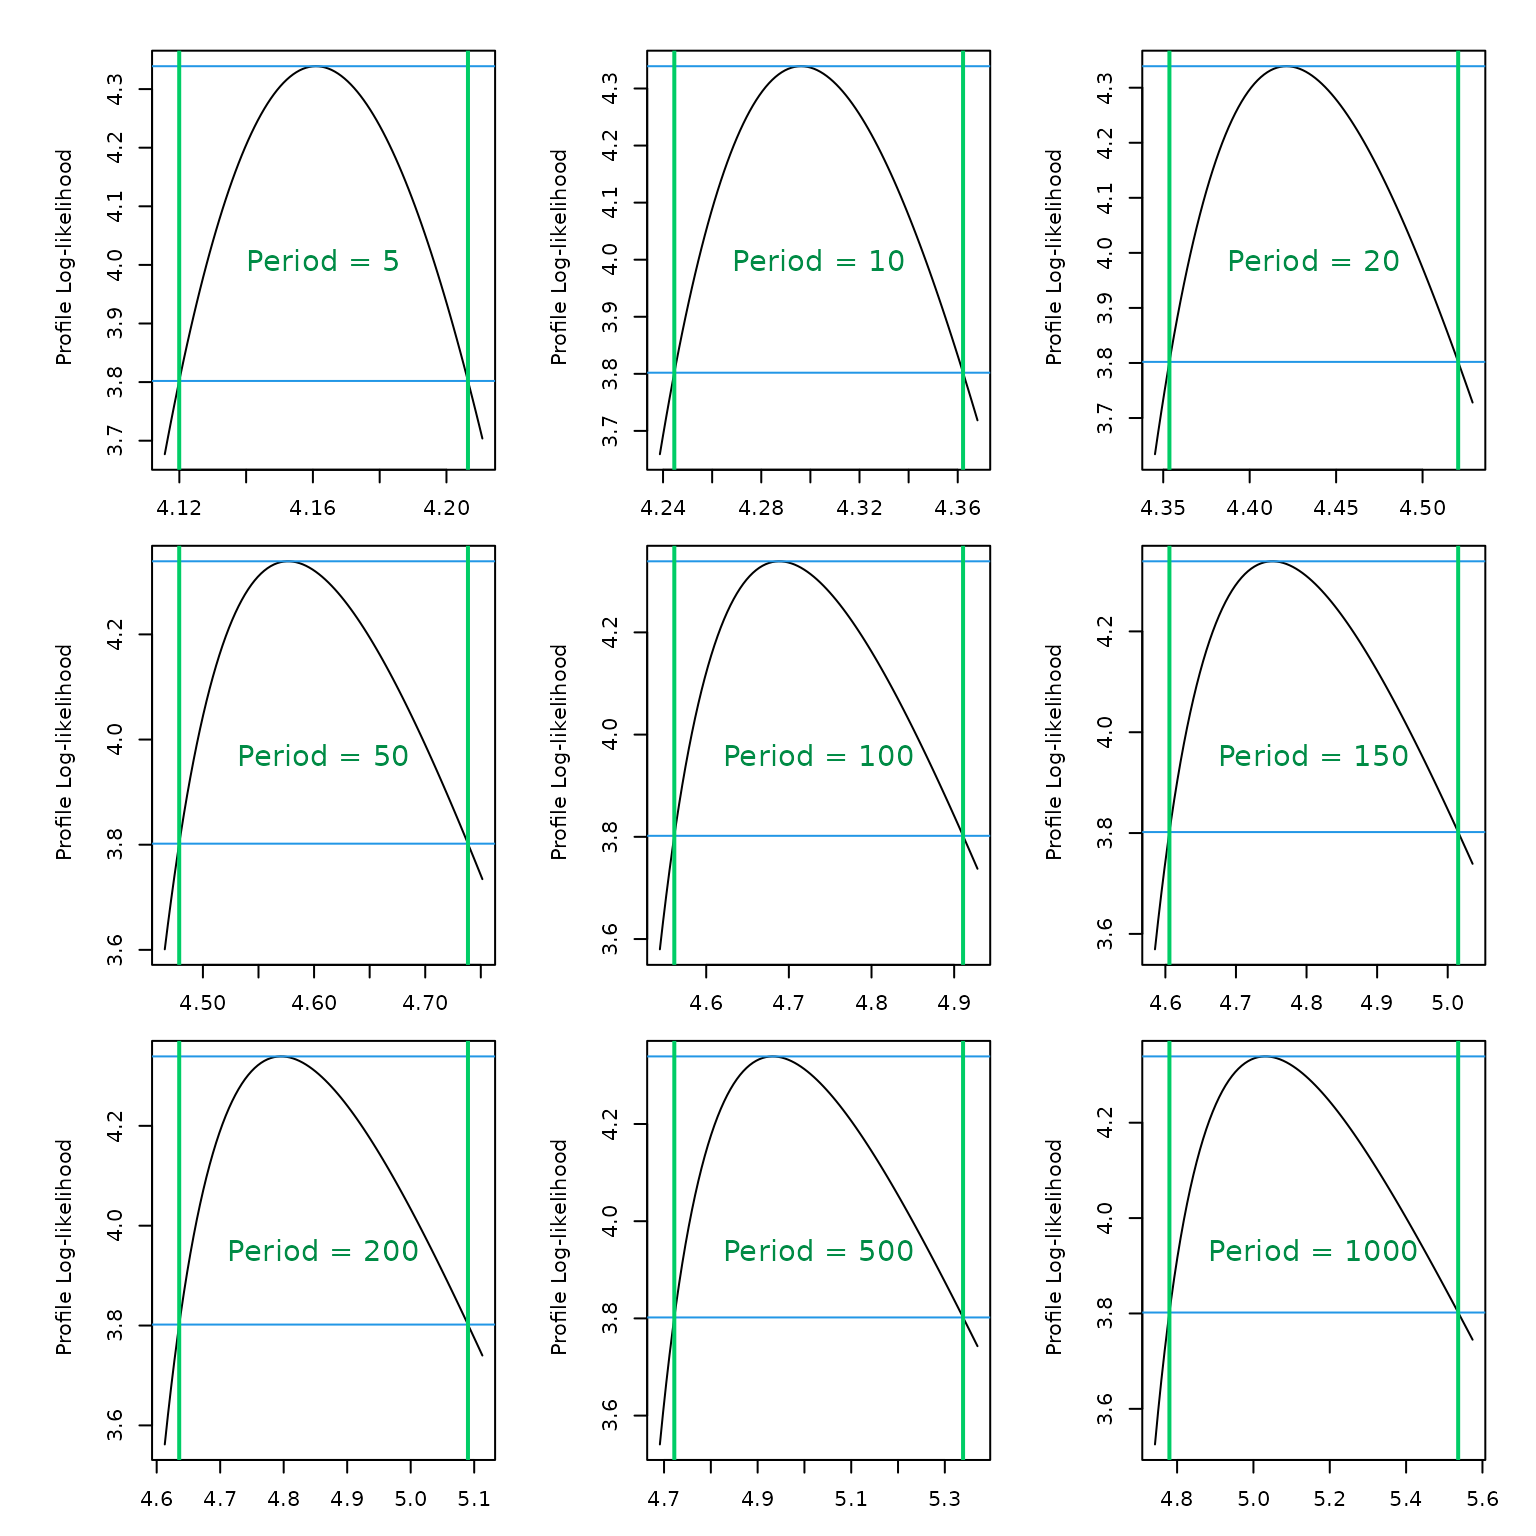 Profile Log-likelihood
4.3
4.2
4.1
4.0
3.9
3.8
3.7
Period = 5
4.12 4.16 4.20
Profile Log-likelihood
4.3
4.2
4.1
4.0
3.9
3.8
3.7
Period = 10
4.24 4.28 4.32 4.36
Profile Log-likelihood
4.3
4.2
4.1
4.0
3.9
3.8
3.7
Period = 20
4.35 4.40 4.45 4.50
Profile Log-likelihood
4.2
4.0
3.8
3.6
Period = 50
4.50 4.60 4.70
Profile Log-likelihood
4.2
4.0
3.8
3.6
Period = 100
4.6 4.7 4.8 4.9
Profile Log-likelihood
4.2
4.0
3.8
3.6
Period = 150
4.6 4.7 4.8 4.9 5.0
Profile Log-likelihood
4.2
4.0
3.8
3.6
Period = 200
4.6 4.7 4.8 4.9 5.0 5.1
Profile Log-likelihood
4.2
4.0
3.8
3.6
Period = 500
4.7 4.9 5.1 5.3
Profile Log-likelihood
4.2
4.0
3.8
3.6
Period = 1000
4.8 5.0 5.2 5.4 5.6